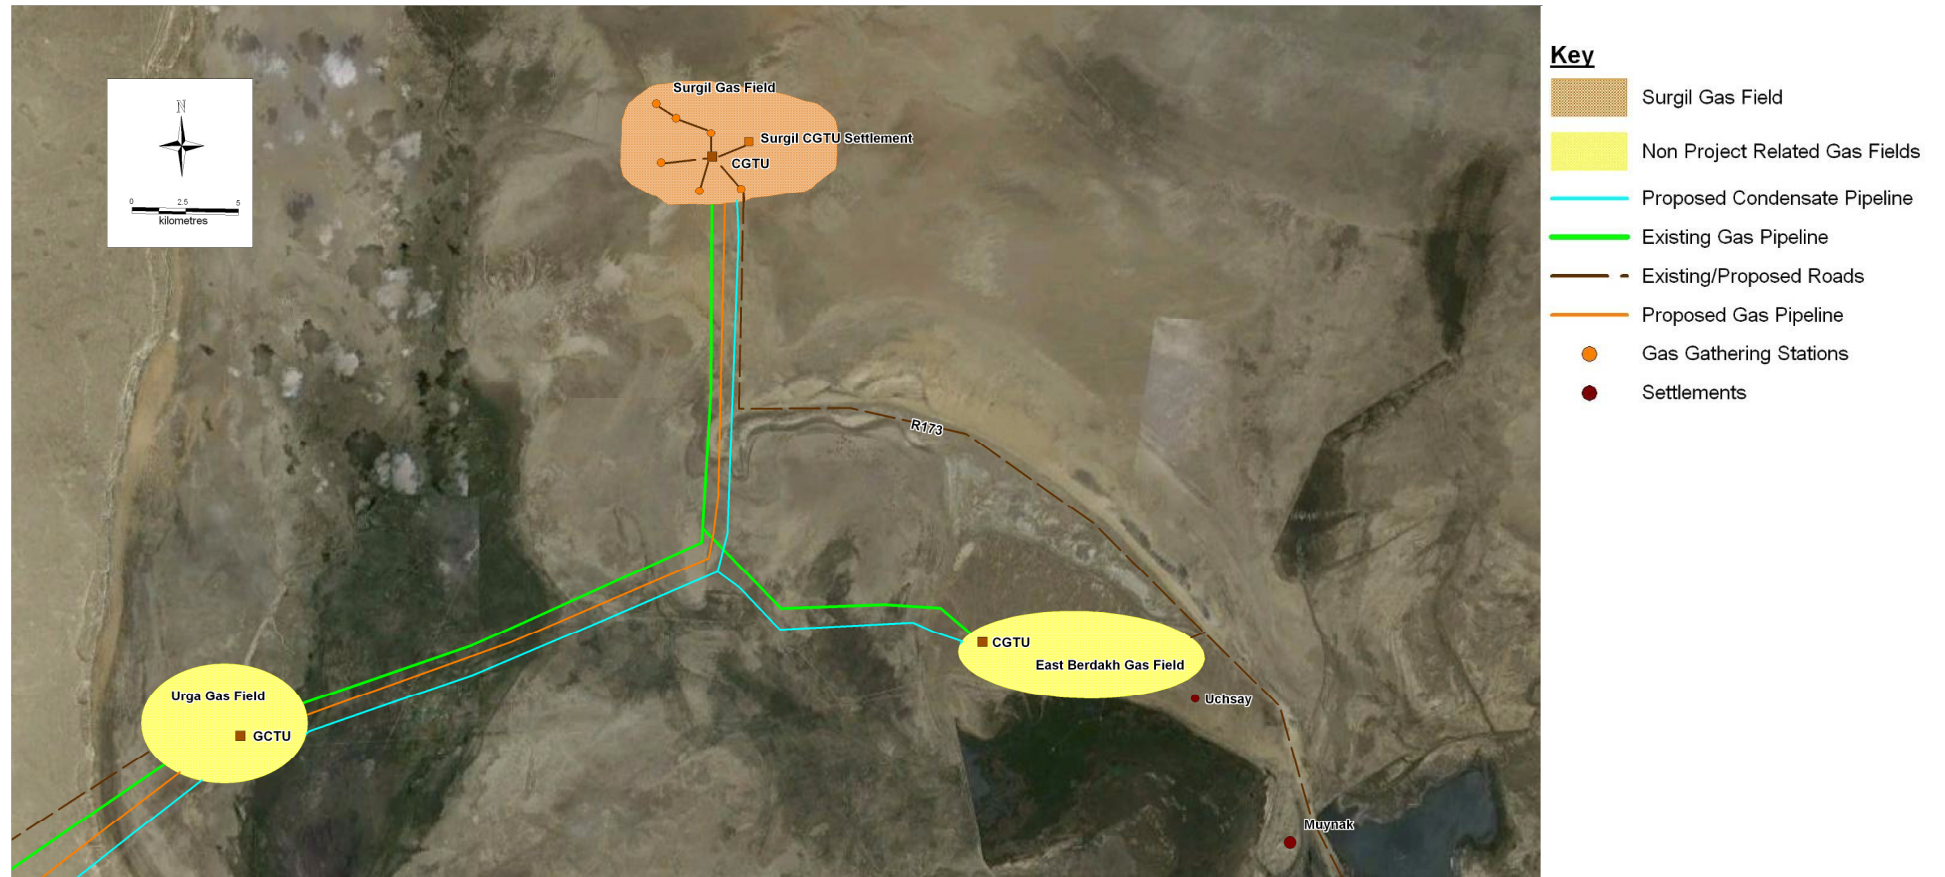 Key
Surgil Gas Field
Non Project Related Gas Fields
Proposed Condensate Pipeline
Existing Gas Pipeline
Existing/Proposed Roads
Proposed Gas Pipeline
Gas Gathering Stations
Settlements
N
0 2.5 5
kilometres
Surgil Gas Field
Surgil CGTU Settlement
CGTU
R173
CGTU
East Berdakh Gas Field
Uchsay
Urga Gas Field
GCTU
Muynak